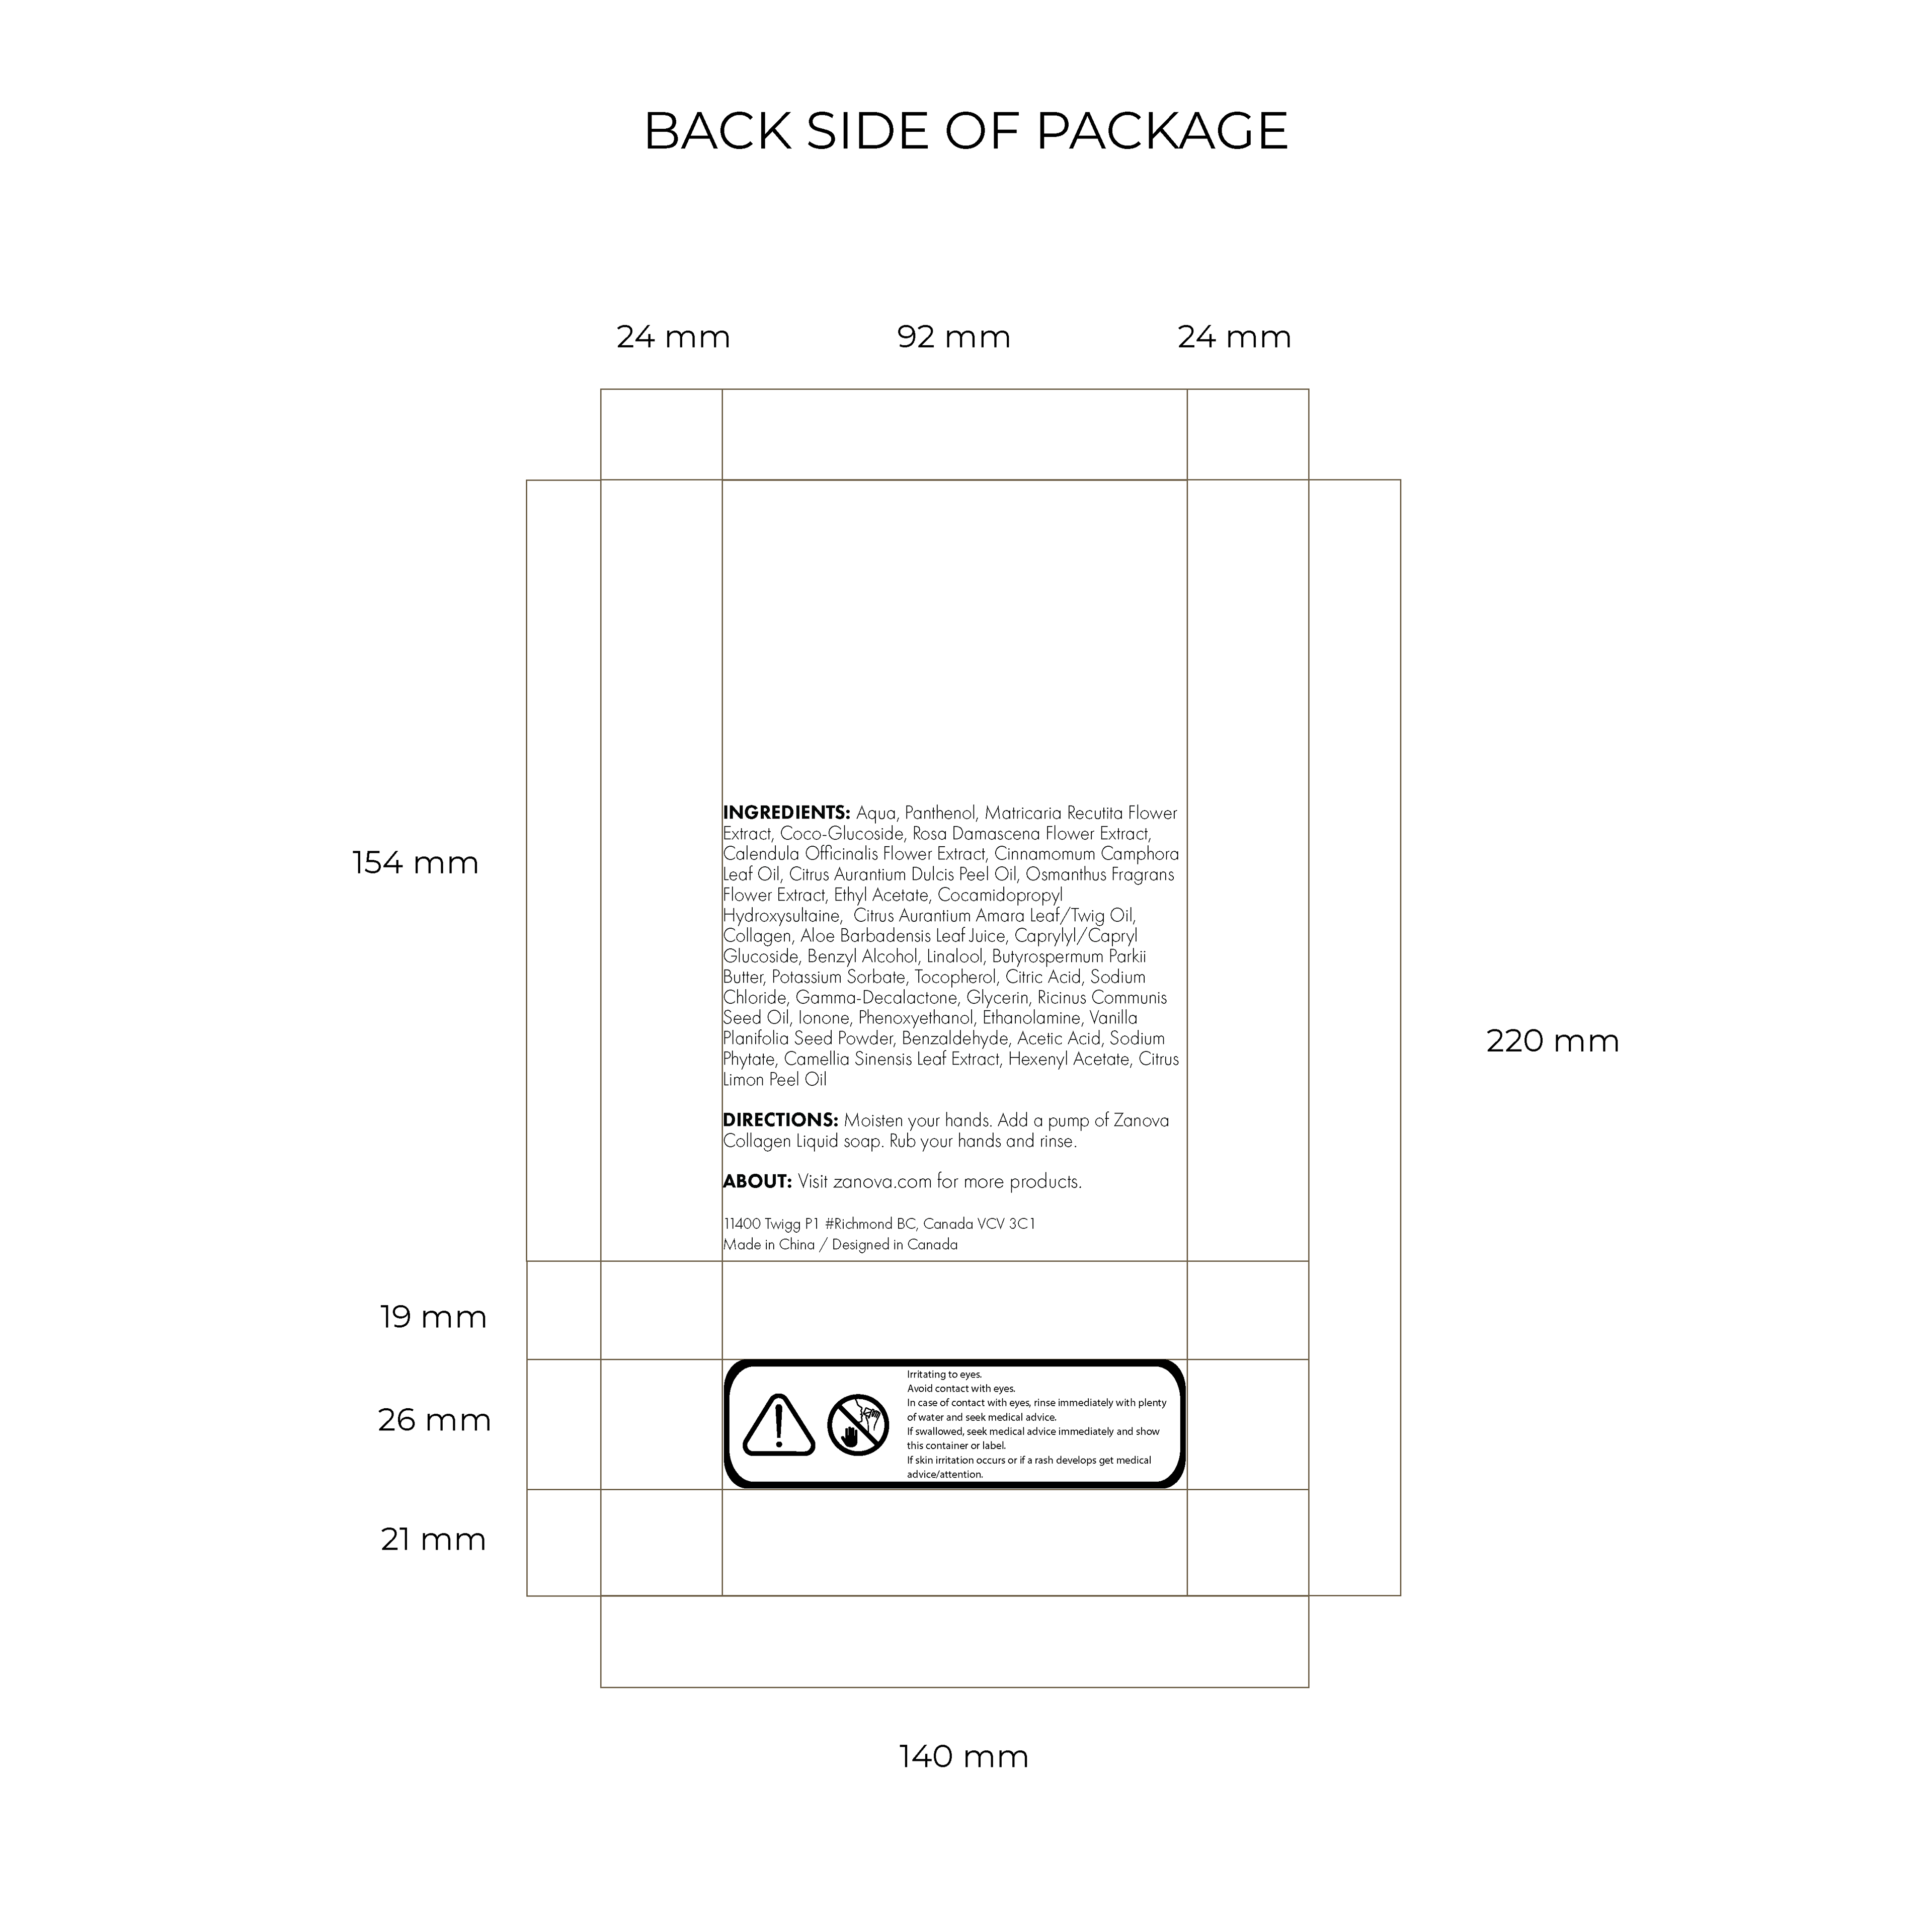 BACK SIDE OF PACKAGE
24 mm
92 mm
24 mm
154 mm
INGREDIENTS: Aqua, Panthenol, Matricaria Recutita Flower
Extract, Coco-Glucoside, Rosa Damascena Flower Extract,
Calendula Officinalis Flower Extract, Cinnamomum Camphora
Leaf Oil, Citrus Aurantium Dulcis Peel Oil, Osmanthus Fragrans
Flower Extract, Ethyl Acetate, Cocamidopropyl
Hydroxysultaine, Citrus Aurantium Amara Leaf/Twig Oil,
Collagen, Aloe Barbadensis Leaf Juice, Caprylyl/Capryl
Glucoside, Benzyl Alcohol, Linalool, Butyrospermum Parkii
Butter, Potassium Sorbate, Tocopherol, Citric Acid, Sodium
Chloride, Gamma-Decalactone, Glycerin, Ricinus Communis
Seed Oil, Ionone, Phenoxyethanol, Ethanolamine, Vanilla
Planifolia Seed Powder, Benzaldehyde, Acetic Acid, Sodium
Phytate, Camellia Sinensis Leaf Extract, Hexenyl Acetate, Citrus
Limon Peel Oil
DIRECTIONS: Moisten your hands. Add a pump of Zanova
Collagen Liquid soap. Rub your hands and rinse.
ABOUT: Visit zanova.com for more products.
11400 Twigg P1 #Richmond BC, Canada VCV 3C1
Made in China / Designed in Canada
220 mm
19 mm
26 mm
Irritating to eyes.
Avoid contact with eyes.
In case of contact with eyes, rinse immediately with plenty
of water and seek medical advice.
If swallowed, seek medical advice immediately and show
this container or label.
If skin irritation occurs or if a rash develops get medical
advice/attention.
21 mm
140 mm